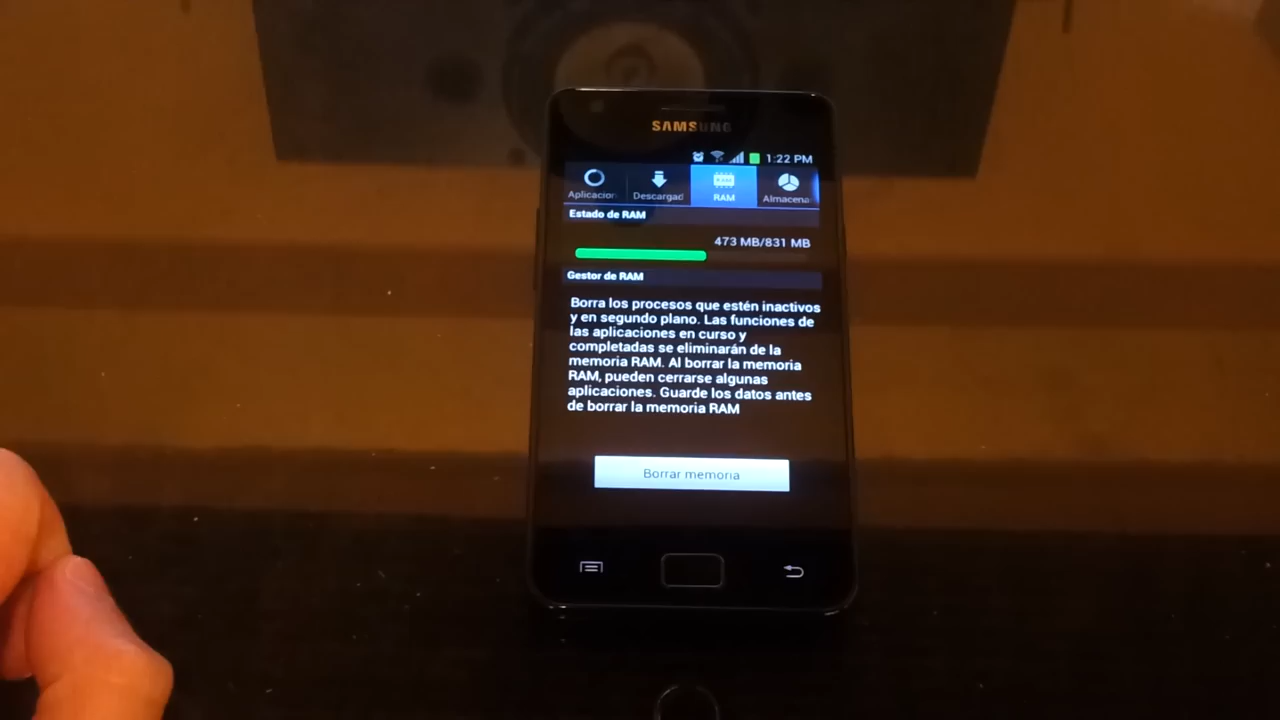 SAMSUNG
1:22 PM
Aplicacion Descargad RAM Almacena
Estado de RAM
473 MB/831 MB
Gestor de RAM
Borra los procesos que estén inactivos
y en segundo plano. Las funciones de
las aplicaciones en curso y
completadas se eliminarán de la
memoria RAM. Al borrar la memoria
RAM, pueden cerrarse algunas
aplicaciones. Guarde los datos antes
de borrar la memoria RAM
Borrar memoria